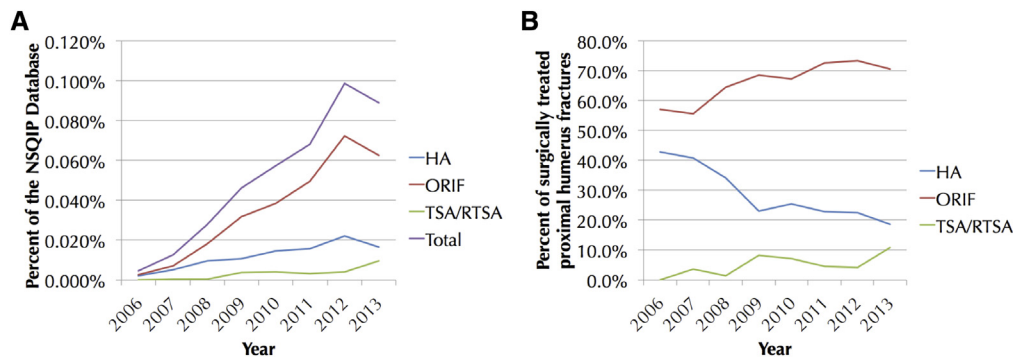 A
Percent of the NSQIP Database
0.120%
0.100%
0.080%
0.060%
0.040%
0.020%
0.000%
2006
2007
2008
2009
2010
2011
2012
2013
Year
HA
ORIF
TSA/RTSA
Total
B
Percent of surgically treated
proximal humerus fractures
80.0%
70.0%
60.0%
50.0%
40.0%
30.0%
20.0%
10.0%
0.0%
2006
2007
2008
2009
2010
2011
2012
2013
Year
HA
ORIF
TSA/RTSA